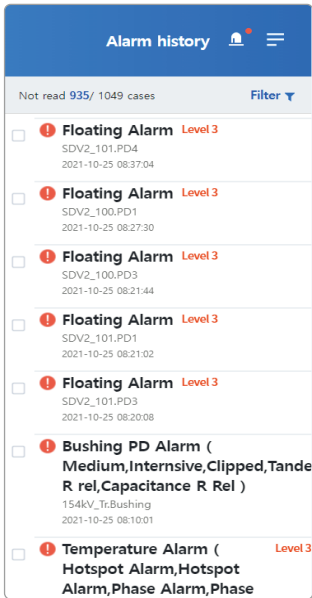 Alarm history
Not read 935/ 1049 cases
Filter
Floating Alarm Level 3
SDV2_101.PD4
2021-10-25 08:37:04
Floating Alarm Level 3
SDV2_100.PD1
2021-10-25 08:27:30
Floating Alarm Level 3
SDV2_100.PD3
2021-10-25 08:21:44
Floating Alarm Level 3
SDV2_101.PD1
2021-10-25 08:21:02
Floating Alarm Level 3
SDV2_101.PD3
2021-10-25 08:20:08
Bushing PD Alarm (
Medium,Internsive,Clipped,Tande
R rel,Capacitance R Rel )
154kV_Tr.Bushing
2021-10-25 08:10:01
Temperature Alarm ( Level 3
Hotspot Alarm,Hotspot
Alarm,Phase Alarm,Phase